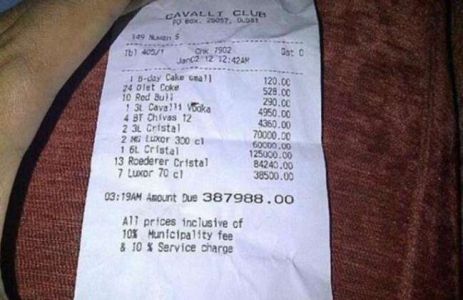 CAVALLY CLUB
PO Box. 26057, DUBAI
149 Nuwan S
Tbl 405/1 Chk 7902 Gst 0
Jan02'12 12:42AM
1 B-day Cake small 120.00
24 Diet Coke 528.00
10 Red Bull 290.00
1 3L Cavalli Vodka 4950.00
4 BT Chivas 12 4360.00
2 3L Cristal 70000.00
2 MG Luxor 300 cl 60000.00
1 6L Cristal 125000.00
13 Roederer Cristal 84240.00
7 Luxor 70 cl 38500.00
03:19AM Amount Due 387988.00
All prices inclusive of
10% Municipality fee
& 10 % Service charge